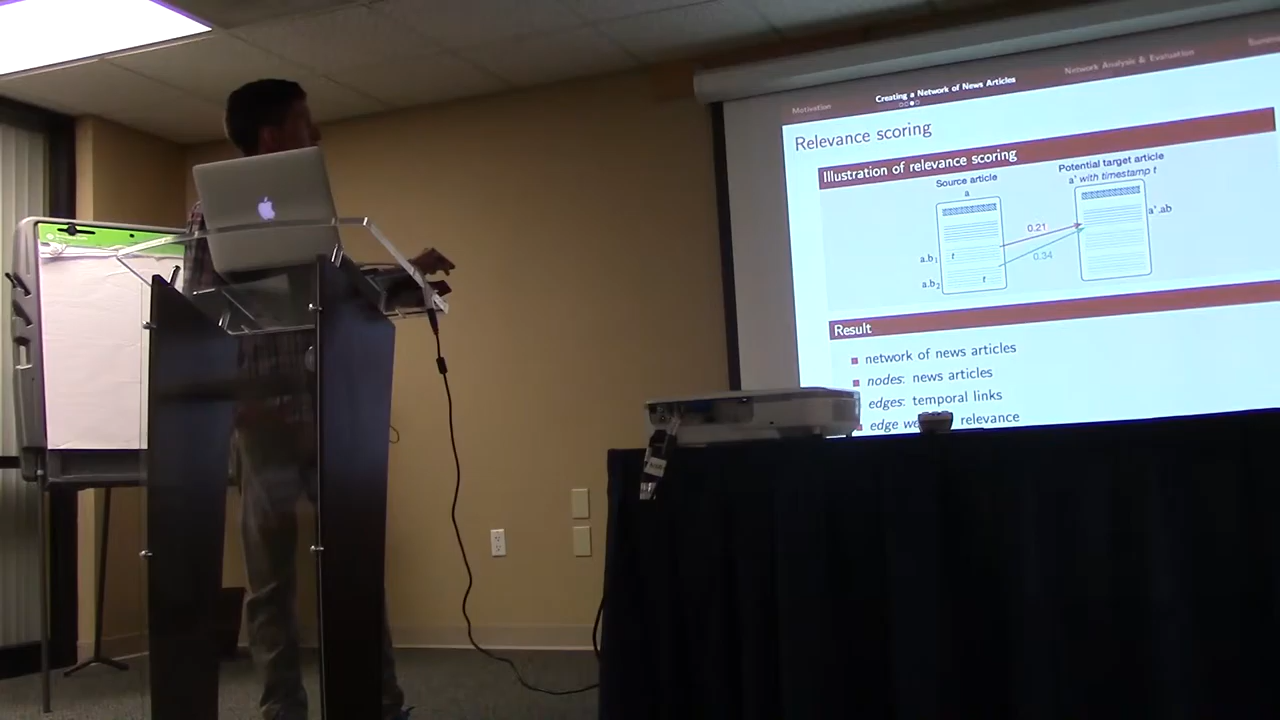 Motivation
Creating a Network of News Articles
Network Analysis & Evaluation
Relevance scoring
Illustration of relevance scoring
Source article
a
Potential target article
a' with timestamp t
0.21
0.34
a'.ab
a.b1
t
a.b2
t
Result
network of news articles
nodes: news articles
edges: temporal links
edge relevance